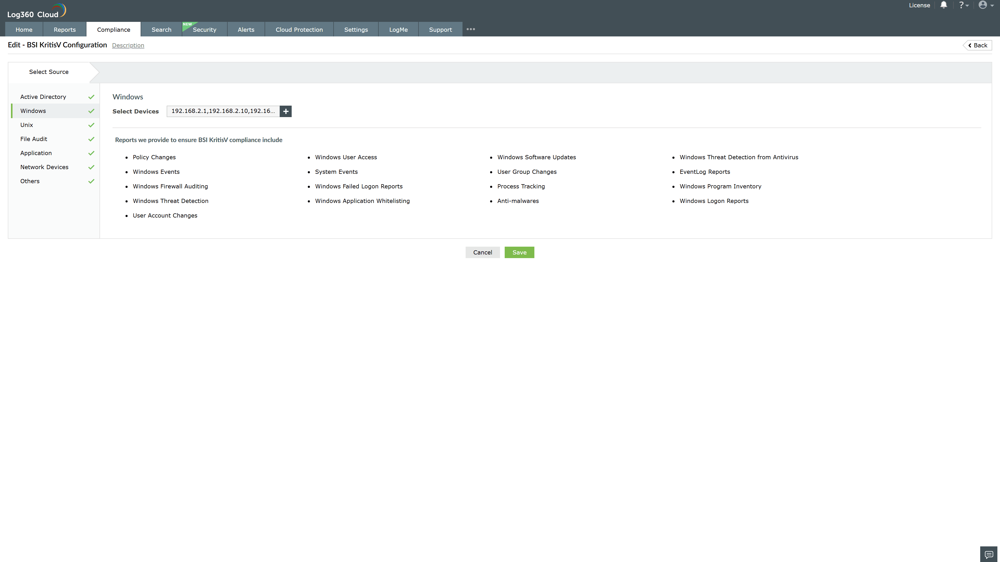 Log360 Cloud
License
?
Home Reports Compliance Search NEW Security Alerts Cloud Protection Settings LogMe Support •••
Edit - BSI KritisV Configuration Description Back
Select Source
Active Directory
Windows
Unix
File Audit
Application
Network Devices
Others
Windows
Select Devices 192.168.2.1,192.168.2.10,192.16... +
Reports we provide to ensure BSI KritisV compliance include
• Policy Changes • Windows User Access • Windows Software Updates • Windows Threat Detection from Antivirus
• Windows Events • System Events • User Group Changes • EventLog Reports
• Windows Firewall Auditing • Windows Failed Logon Reports • Process Tracking • Windows Program Inventory
• Windows Threat Detection • Windows Application Whitelisting • Anti-malwares • Windows Logon Reports
• User Account Changes
Cancel Save